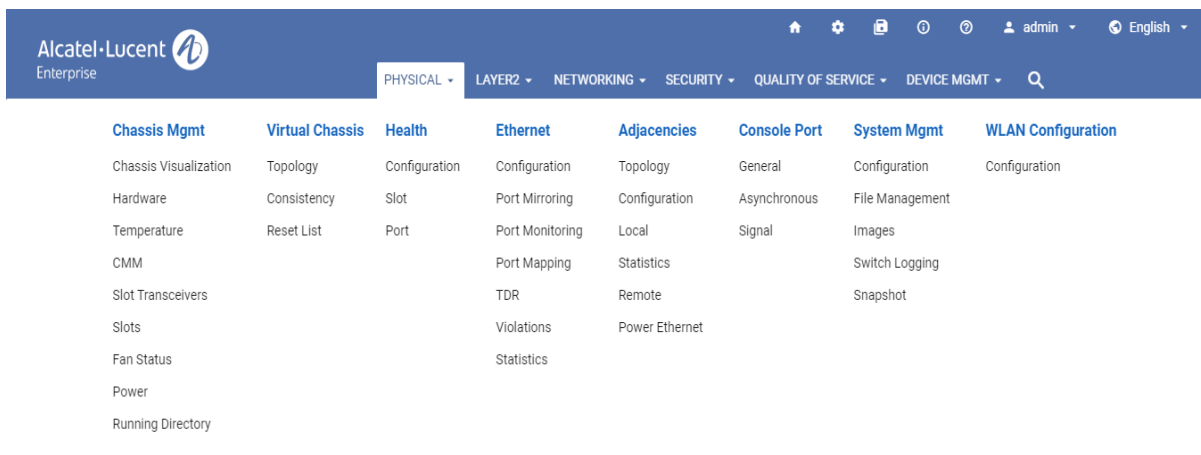 Alcatel·Lucent
Enterprise
admin
English
PHYSICAL
LAYER2
NETWORKING
SECURITY
QUALITY OF SERVICE
DEVICE MGMT
Chassis Mgmt
Chassis Visualization
Hardware
Temperature
CMM
Slot Transceivers
Slots
Fan Status
Power
Running Directory
Virtual Chassis
Topology
Consistency
Reset List
Health
Configuration
Slot
Port
Ethernet
Configuration
Port Mirroring
Port Monitoring
Port Mapping
TDR
Violations
Statistics
Adjacencies
Topology
Configuration
Local
Statistics
Remote
Power Ethernet
Console Port
General
Asynchronous
Signal
System Mgmt
Configuration
File Management
Images
Switch Logging
Snapshot
WLAN Configuration
Configuration